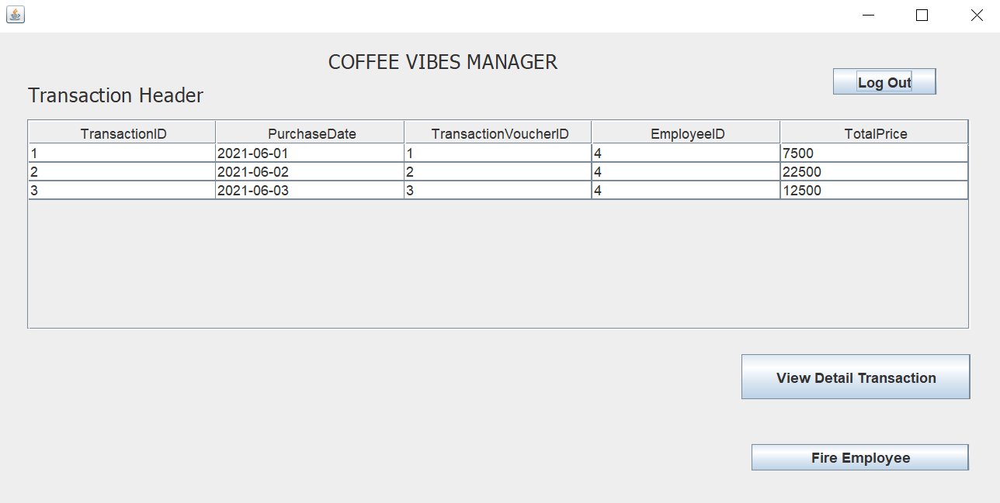 COFFEE VIBES MANAGER
Log Out
Transaction Header
TransactionID PurchaseDate TransactionVoucherID EmployeeID TotalPrice
1 2021-06-01 1 4 7500
2 2021-06-02 2 4 22500
3 2021-06-03 3 4 12500
View Detail Transaction
Fire Employee